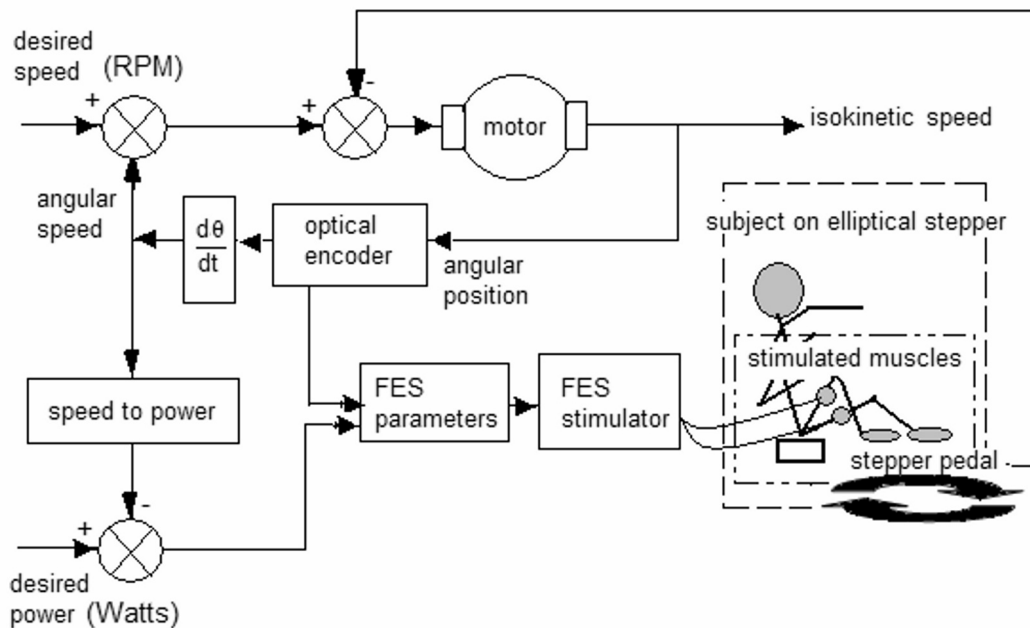 desired
speed (RPM)
+
+
-
motor
isokinetic speed
angular
speed
dθ
dt
optical
encoder
angular
position
subject on elliptical stepper
stimulated muscles
speed to power
FES
parameters
FES
stimulator
stepper pedal
+
-
desired
power (Watts)